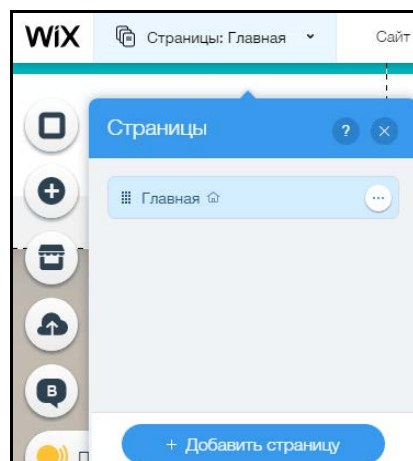 WiX Страницы: Главная Сайт
Страницы ?
Главная
B
+ Добавить страницу